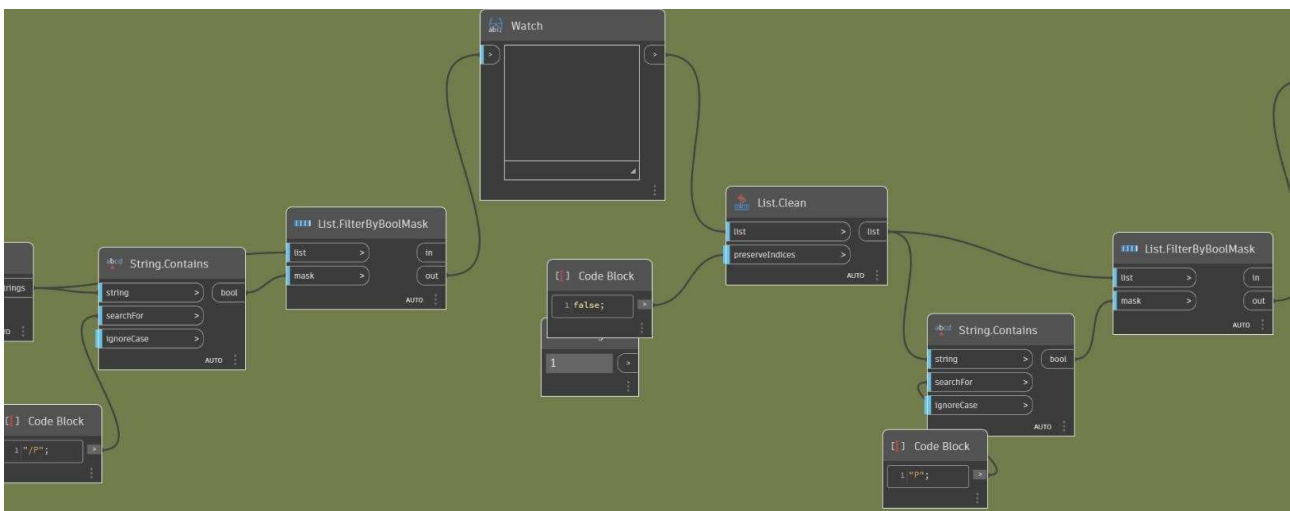 Watch
>
>
List.Clean
list > list
preserveIndices >
AUTO
List.FilterByBoolMask
list > in
mask > out
AUTO
List.FilterByBoolMask
list > in
mask > out
AUTO
String.Contains
string > bool
searchFor >
ignoreCase >
AUTO
trings
Code Block
1 false;
>
1
>
String.Contains
string > bool
searchFor >
ignoreCase >
AUTO
Code Block
1 "/P";
>
Code Block
1 "P";
>